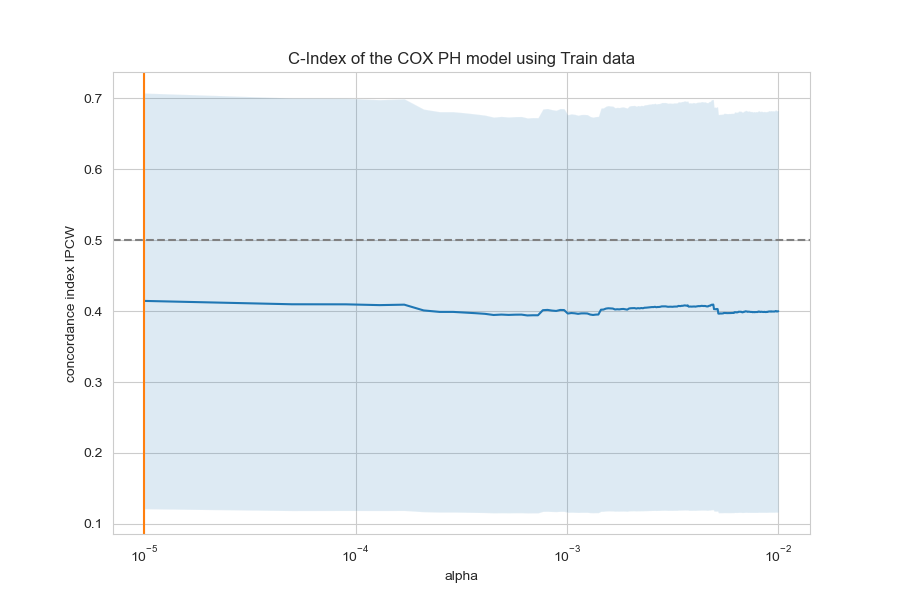 C-Index of the COX PH model using Train data
concordance index IPCW
0.7
0.6
0.5
0.4
0.3
0.2
0.1
10⁻⁵ 10⁻⁴ 10⁻³ 10⁻²
alpha